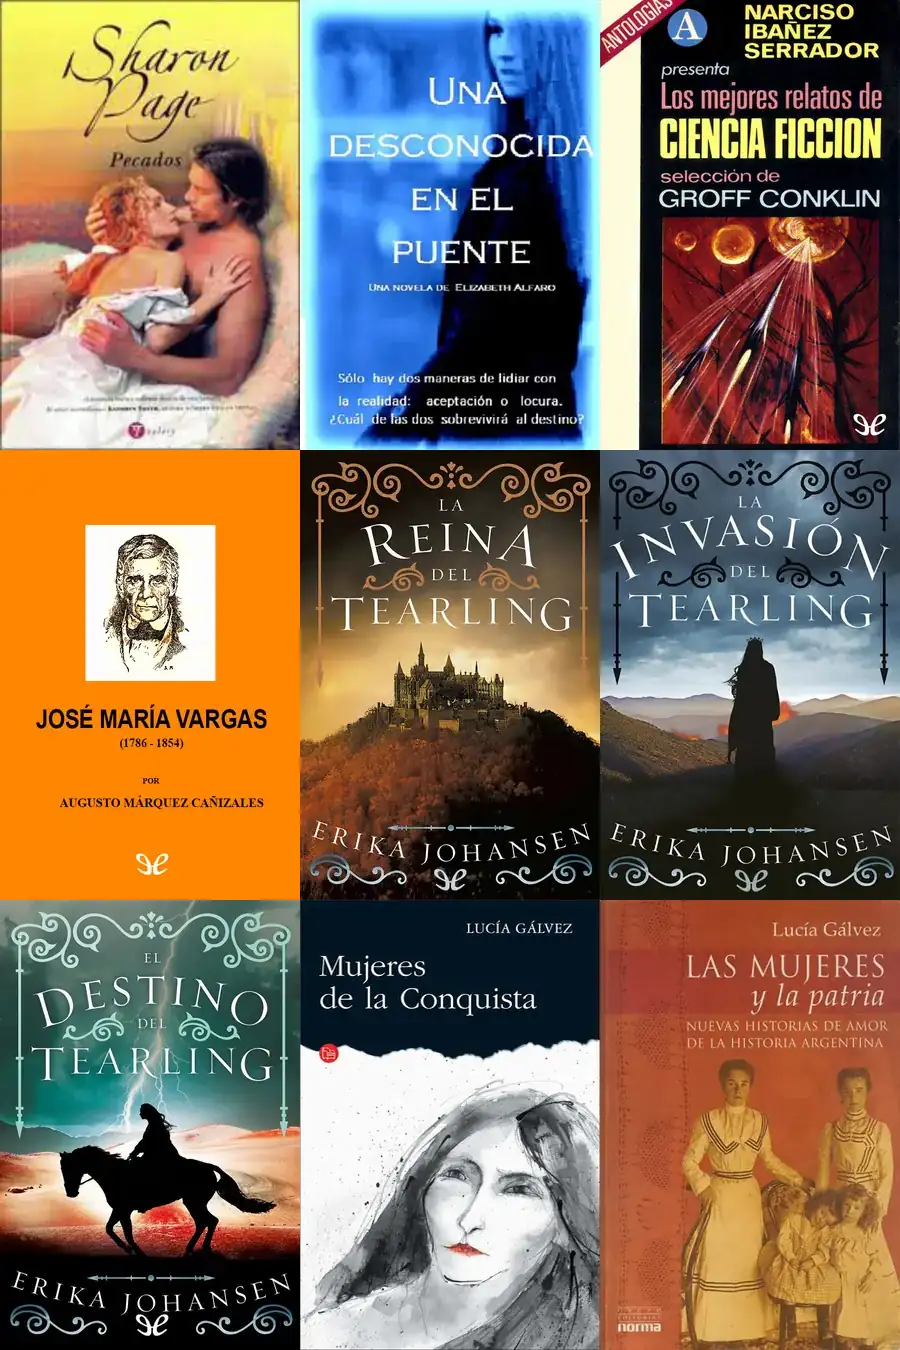 Sharon
Page
Pecados
valery
UNA
DESCONOCIDA
EN EL
PUENTE
UNA NOVELA DE ELIZABETH ALFARO
Sólo hay dos maneras de lidiar con
la realidad: aceptación o locura.
¿Cuál de las dos sobrevivirá al destino?
ANTOLOGIAS
A
NARCISO
IBAÑEZ
SERRADOR
presenta
Los mejores relatos de
CIENCIA FICCION
selección de
GROFF CONKLIN
JOSÉ MARÍA VARGAS
(1786 - 1854)
POR
AUGUSTO MÁRQUEZ CAÑIZALES
LA
REINA
DEL
TEARLING
ERIKA JOHANSEN
LA
INVASIÓN
DEL
TEARLING
ERIKA JOHANSEN
EL
DESTINO
DEL
TEARLING
ERIKA JOHANSEN
LUCÍA GÁLVEZ
Mujeres
de la Conquista
Lucía Gálvez
LAS MUJERES
y la patria
NUEVAS HISTORIAS DE AMOR
DE LA HISTORIA ARGENTINA
norma